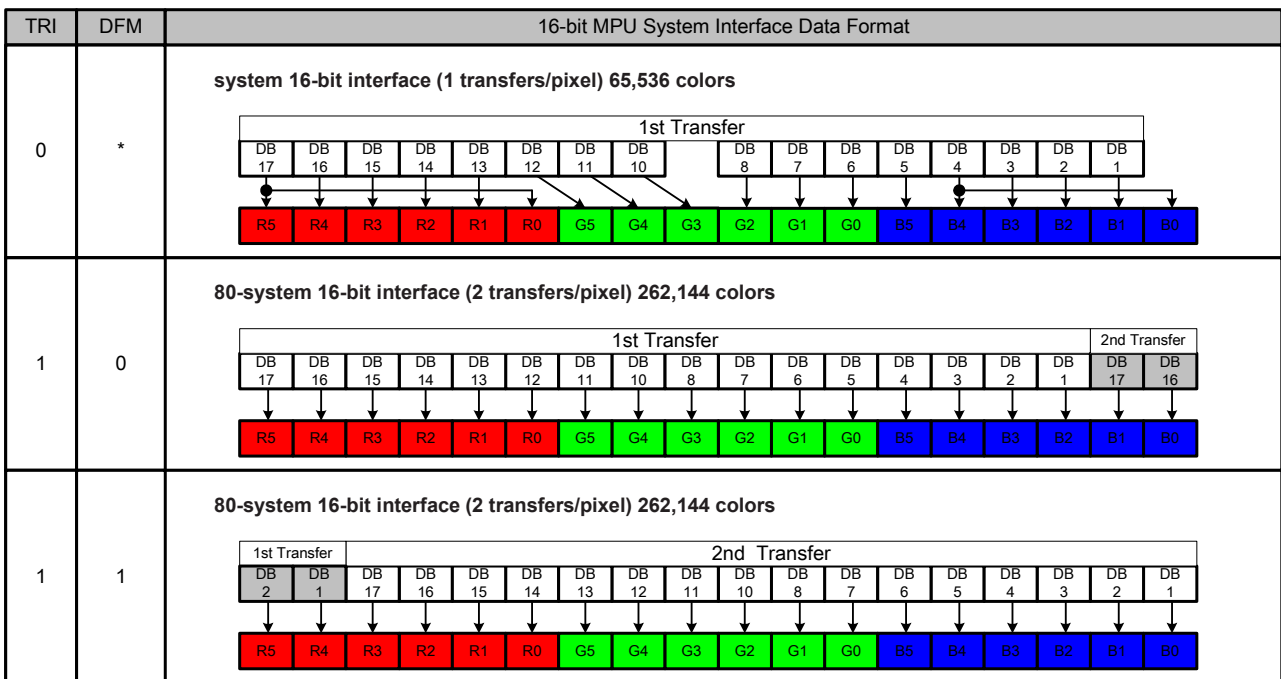 TRI DFM 16-bit MPU System Interface Data Format
system 16-bit interface (1 transfers/pixel) 65,536 colors
0 *
1st Transfer
DB 17 DB 16 DB 15 DB 14 DB 13 DB 12 DB 11 DB 10 DB 8 DB 7 DB 6 DB 5 DB 4 DB 3 DB 2 DB 1
R5 R4 R3 R2 R1 R0 G5 G4 G3 G2 G1 G0 B5 B4 B3 B2 B1 B0
80-system 16-bit interface (2 transfers/pixel) 262,144 colors
1 0
1st Transfer 2nd Transfer
DB 17 DB 16 DB 15 DB 14 DB 13 DB 12 DB 11 DB 10 DB 8 DB 7 DB 6 DB 5 DB 4 DB 3 DB 2 DB 1 DB 17 DB 16
R5 R4 R3 R2 R1 R0 G5 G4 G3 G2 G1 G0 B5 B4 B3 B2 B1 B0
80-system 16-bit interface (2 transfers/pixel) 262,144 colors
1 1
1st Transfer 2nd Transfer
DB 2 DB 1 DB 17 DB 16 DB 15 DB 14 DB 13 DB 12 DB 11 DB 10 DB 8 DB 7 DB 6 DB 5 DB 4 DB 3 DB 2 DB 1
R5 R4 R3 R2 R1 R0 G5 G4 G3 G2 G1 G0 B5 B4 B3 B2 B1 B0